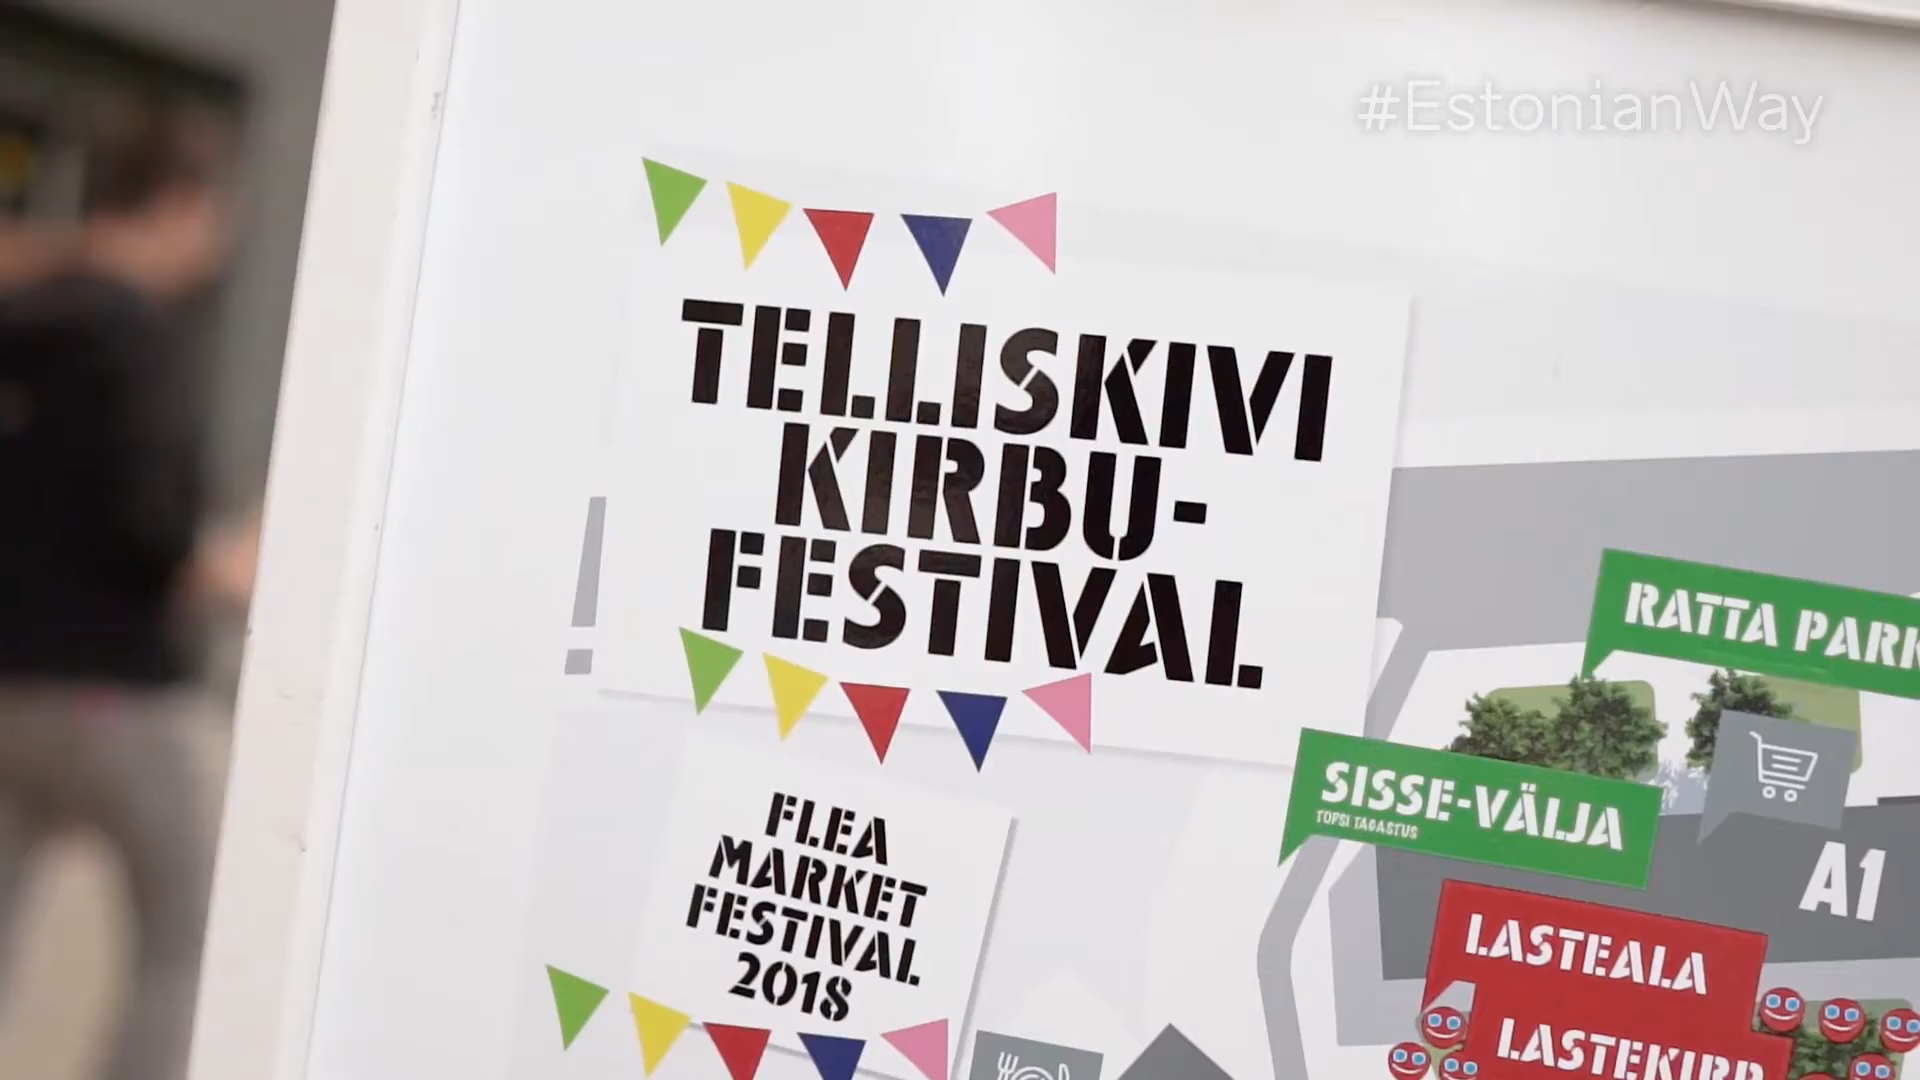 #EstonianWay
TELLISKIVI
KIRBU-
FESTIVAL
RATTA PARK
SISSE-VÄLJA
TOPSI TAGASTUS
A1
FLEA
MARKET
FESTIVAL
2018
LASTEALA